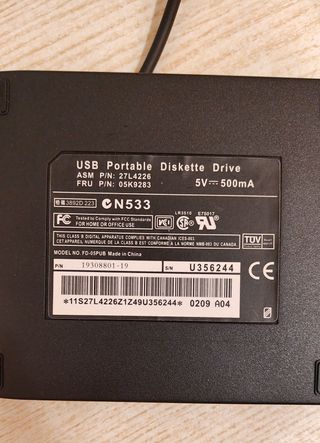 USB Portable Diskette Drive
ASM P/N: 27L4226
FRU P/N: 05K9283
5V⎓ 500mA
3892D 223
N533
Tested To Comply With FCC Standards
FOR HOME OR OFFICE USE
LR3510 E75017
THIS CLASS B DIGITAL APPARATUS COMPLIES WITH CANADIAN ICES-003.
CET APPAREIL NUMERIQUE DE LA CLASSE B EST CONFORME A LA NORME NMB-003 DU CANADA.
MODEL NO. FD-05PUB Made in China
P/N 19308801-19
S/N U356244
*11S27L4226Z1Z49U356244* 0209 A04